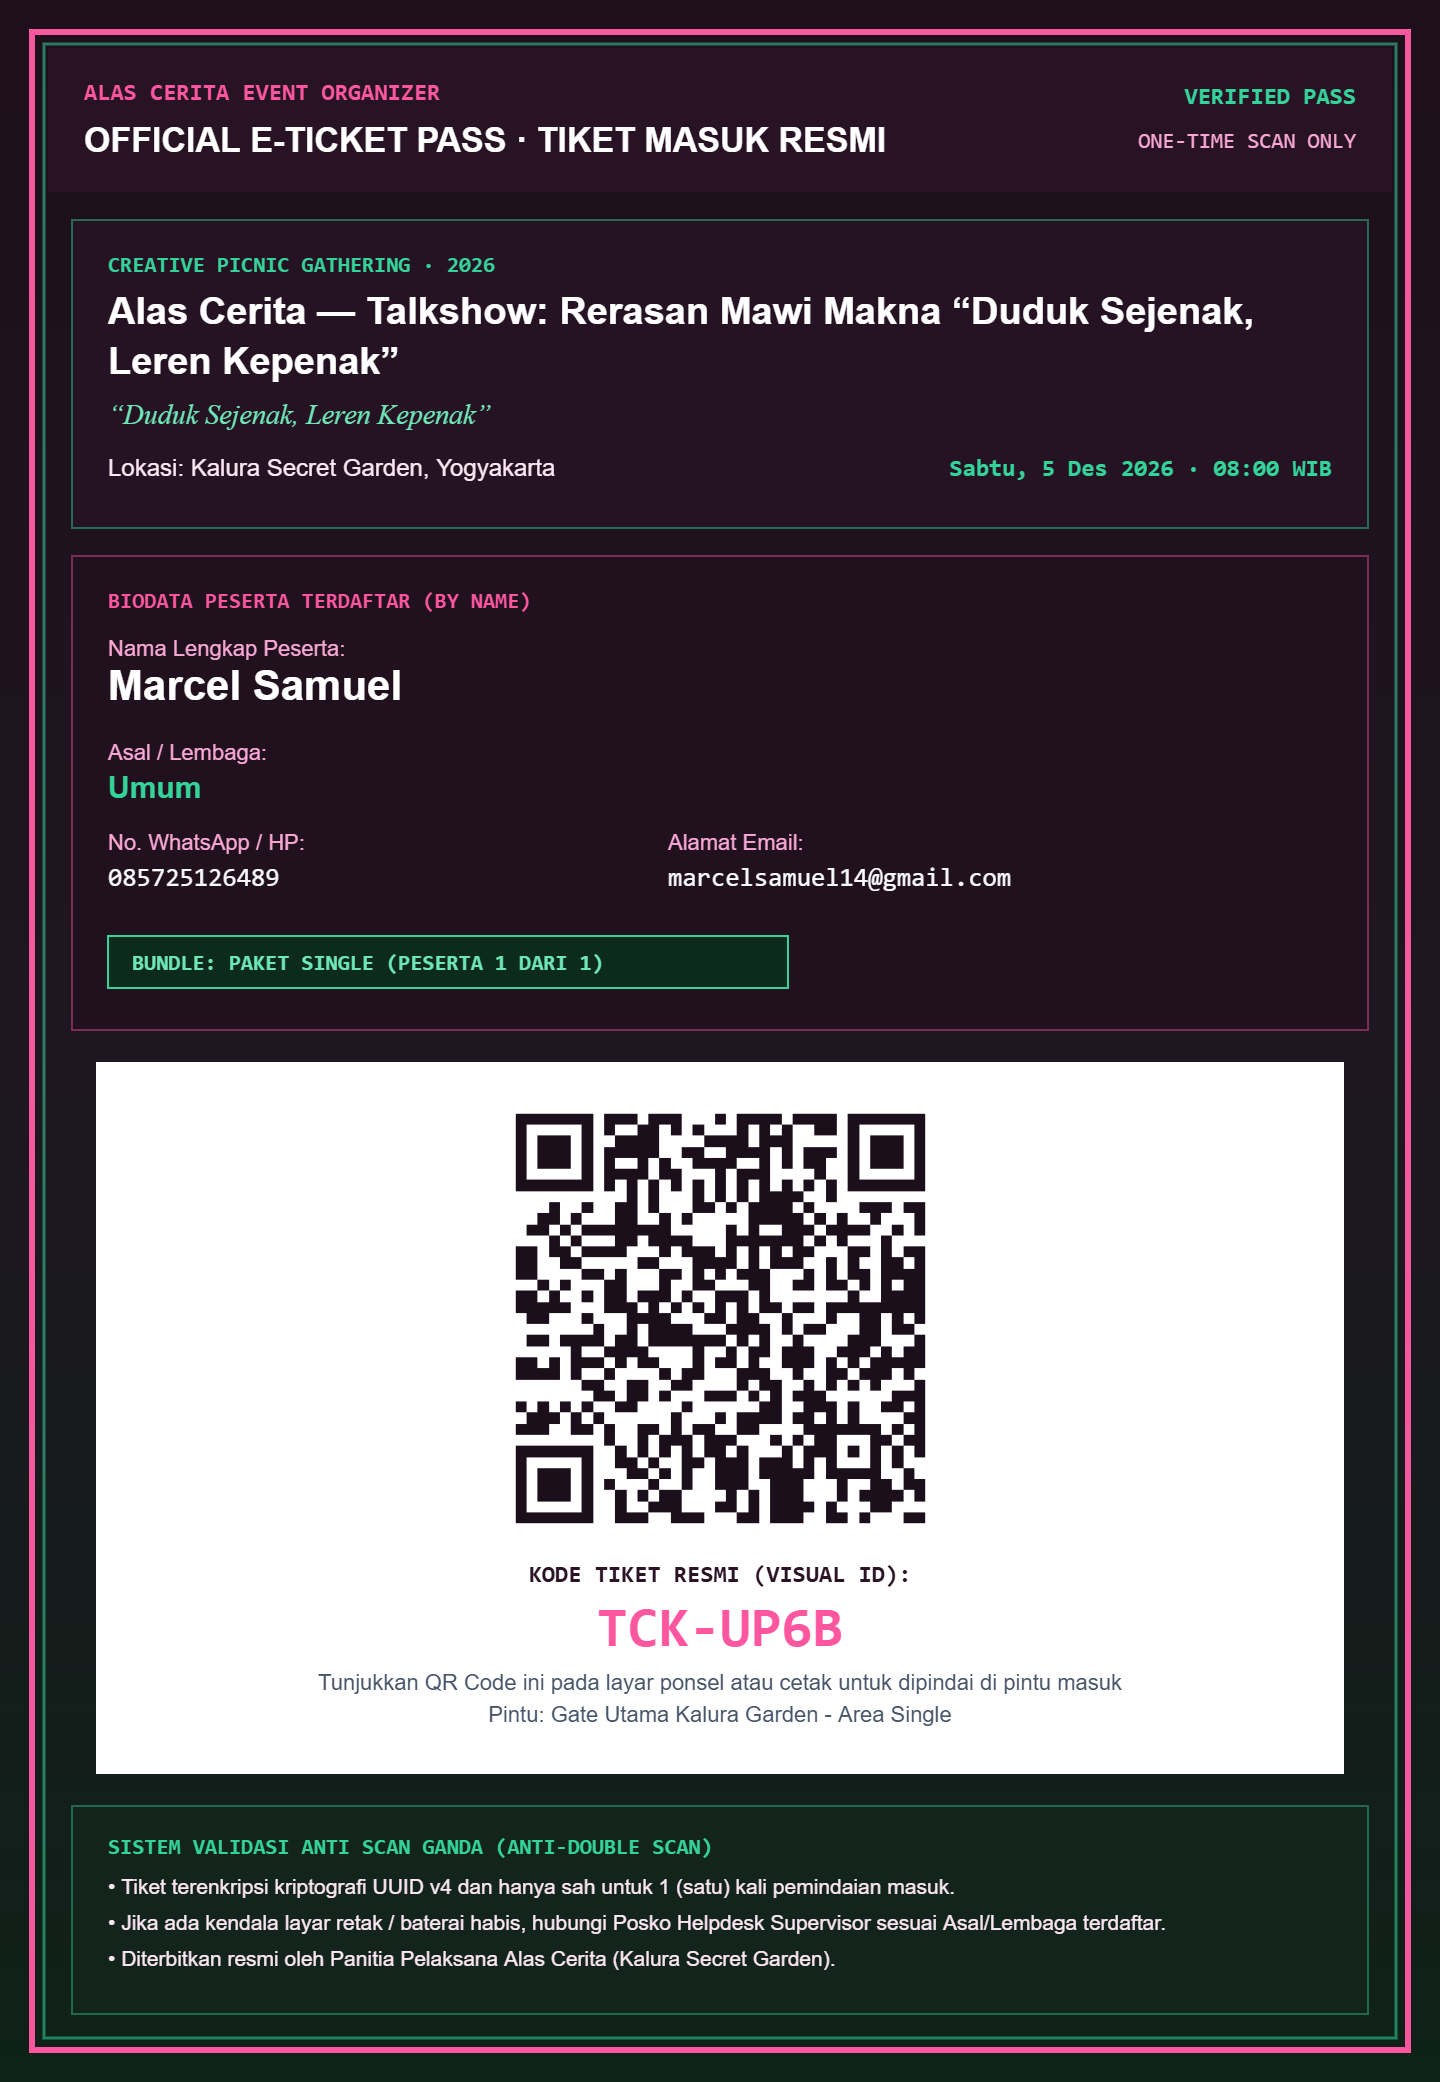 ALAS CERITA EVENT ORGANIZER
OFFICIAL E-TICKET PASS · TIKET MASUK RESMI
VERIFIED PASS
ONE-TIME SCAN ONLY
CREATIVE PICNIC GATHERING · 2026
Alas Cerita — Talkshow: Rerasan Mawi Makna “Duduk Sejenak,
Leren Kepenak”
“Duduk Sejenak, Leren Kepenak”
Lokasi: Kalura Secret Garden, Yogyakarta
Sabtu, 5 Des 2026 · 08:00 WIB
BIODATA PESERTA TERDAFTAR (BY NAME)
Nama Lengkap Peserta:
Marcel Samuel
Asal / Lembaga:
Umum
No. WhatsApp / HP:
085725126489
Alamat Email:
marcelsamuel14@gmail.com
BUNDLE: PAKET SINGLE (PESERTA 1 DARI 1)
KODE TIKET RESMI (VISUAL ID):
TCK-UP6B
Tunjukkan QR Code ini pada layar ponsel atau cetak untuk dipindai di pintu masuk
Pintu: Gate Utama Kalura Garden - Area Single
SISTEM VALIDASI ANTI SCAN GANDA (ANTI-DOUBLE SCAN)
• Tiket terenkripsi kriptografi UUID v4 dan hanya sah untuk 1 (satu) kali pemindaian masuk.
• Jika ada kendala layar retak / baterai habis, hubungi Posko Helpdesk Supervisor sesuai Asal/Lembaga terdaftar.
• Diterbitkan resmi oleh Panitia Pelaksana Alas Cerita (Kalura Secret Garden).